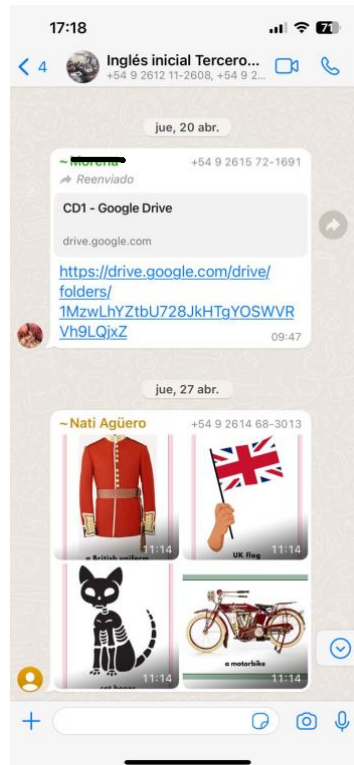 17:18
71
4
Inglés inicial Tercero...
+54 9 2612 11-2608, +54 9 2...
jue, 20 abr.
+54 9 2615 72-1691
Reenviado
CD1 - Google Drive
drive.google.com
https://drive.google.com/drive/
folders/
1MzwLhYZtbU728JkHTgYOSWVR
Vh9LQjxZ
09:47
jue, 27 abr.
~Nati Agüero
+54 9 2614 68-3013
a British uniform
11:14
UK flag
11:14
cat bones
11:14
a motorbike
11:14